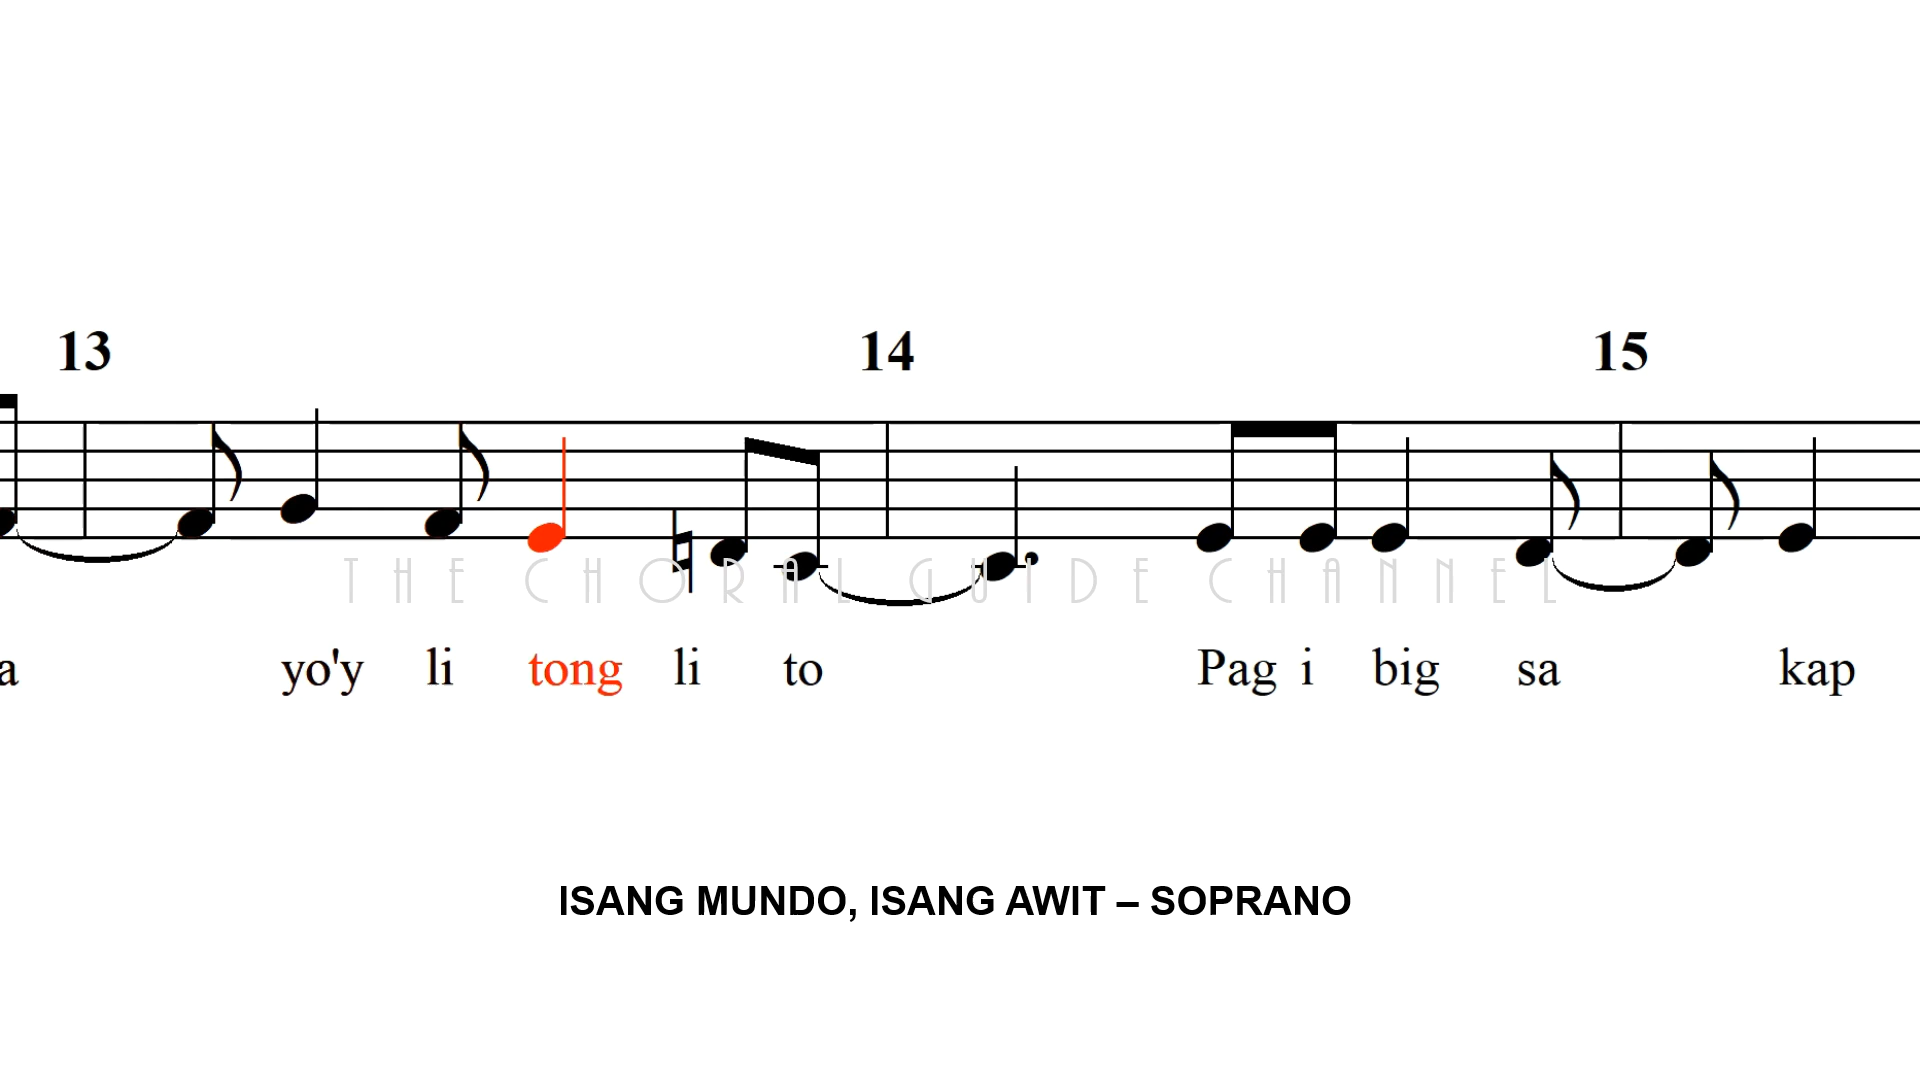 13 14 15
THE CHORAL GUIDE CHANNEL
a yo'y li tong li to Pag i big sa kap
ISANG MUNDO, ISANG AWIT – SOPRANO